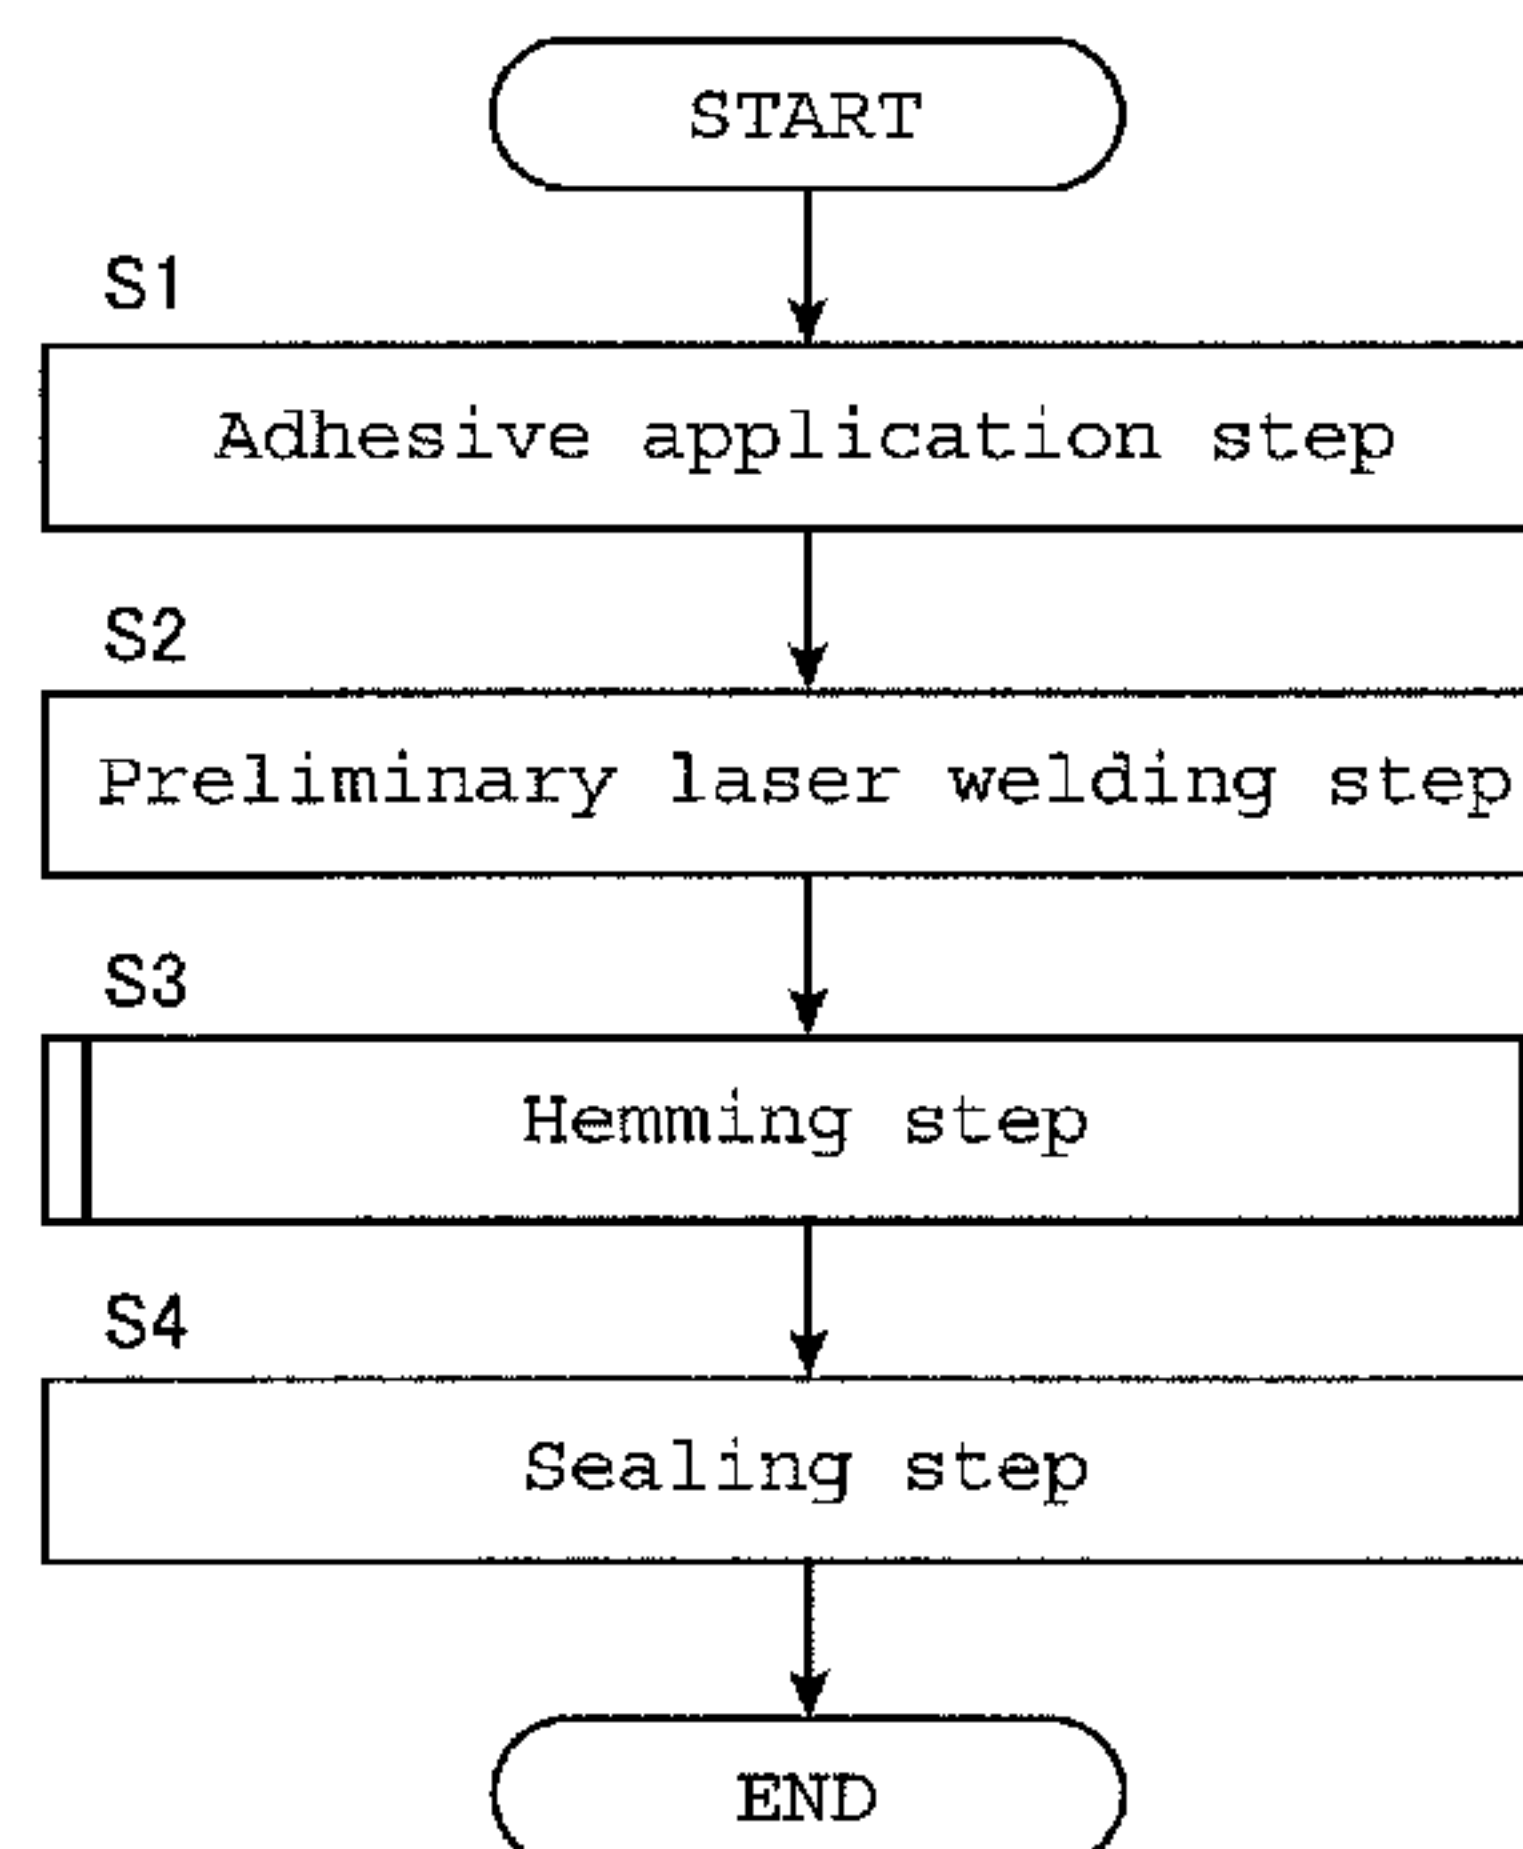 START
S1
Adhesive application step
S2
Preliminary laser welding step
S3
Hemming step
S4
Sealing step
END